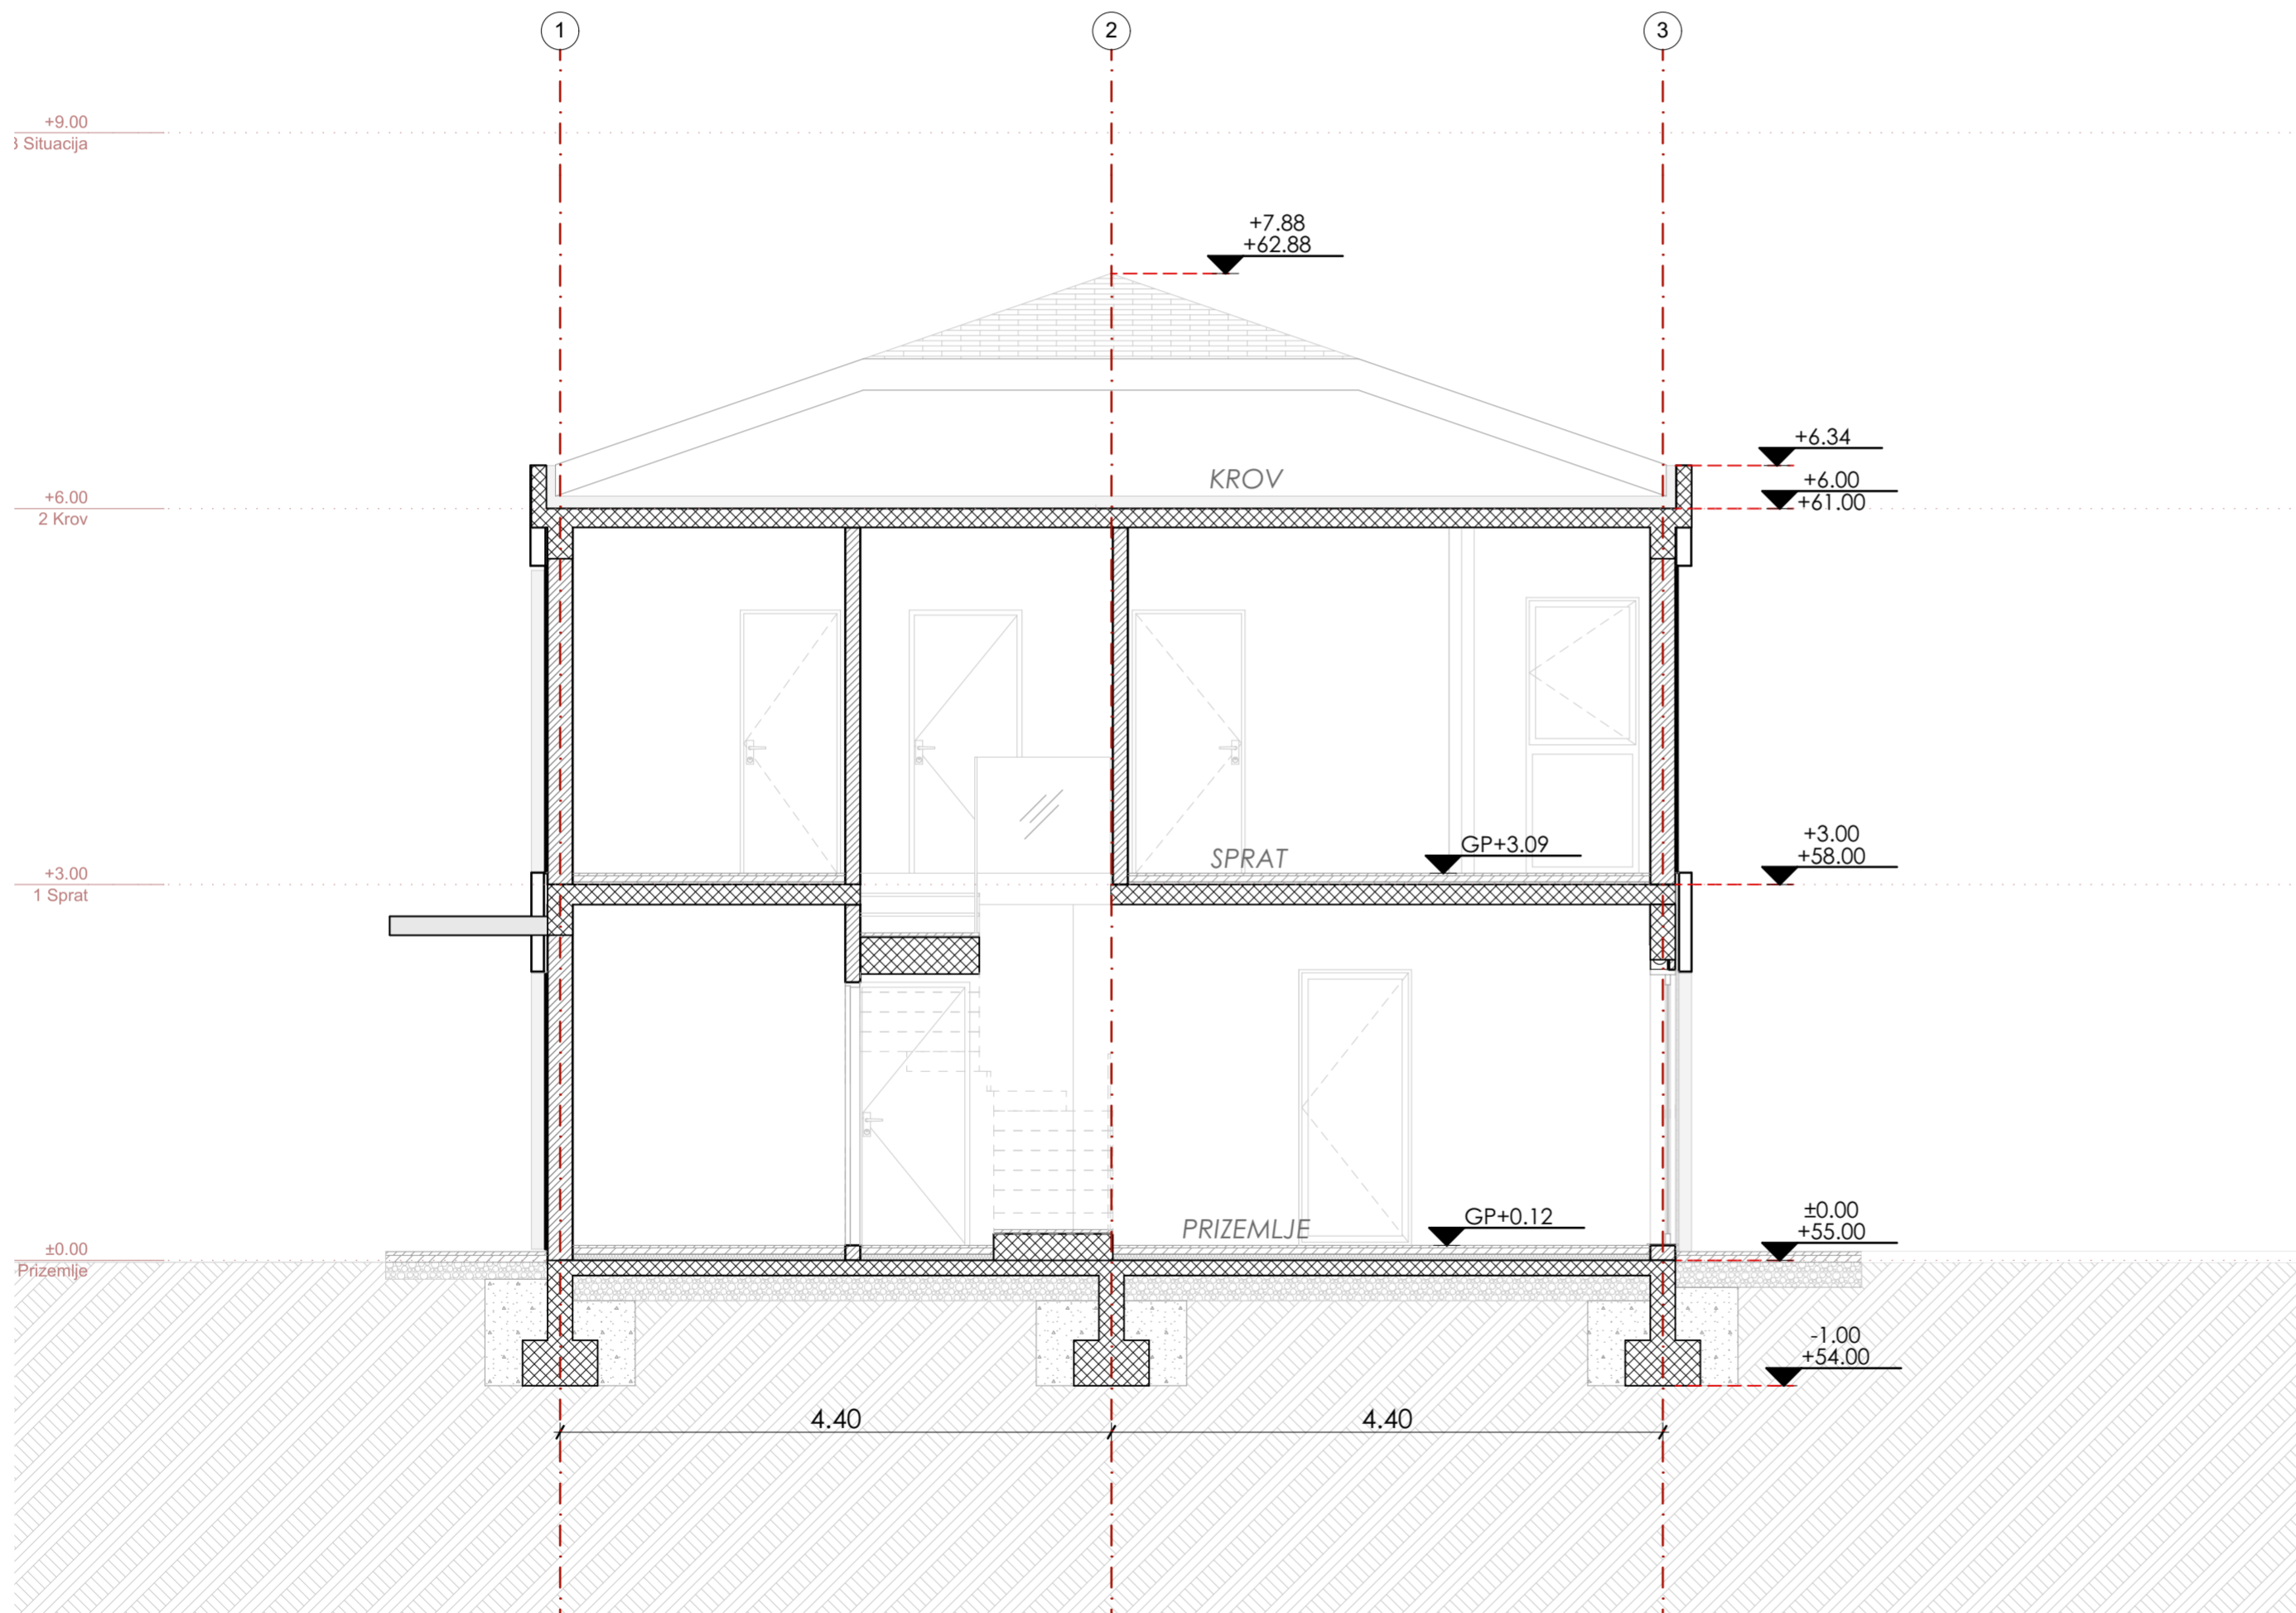 1
2
3
+9.00
3 Situacija
+7.88
+62.88
+6.34
KROV
+6.00
+61.00
+6.00
2 Krov
+3.00
+58.00
GP+3.09
SPRAT
+3.00
1 Sprat
±0.00
+55.00
GP+0.12
PRIZEMLJE
±0.00
Prizemlje
-1.00
+54.00
4.40
4.40